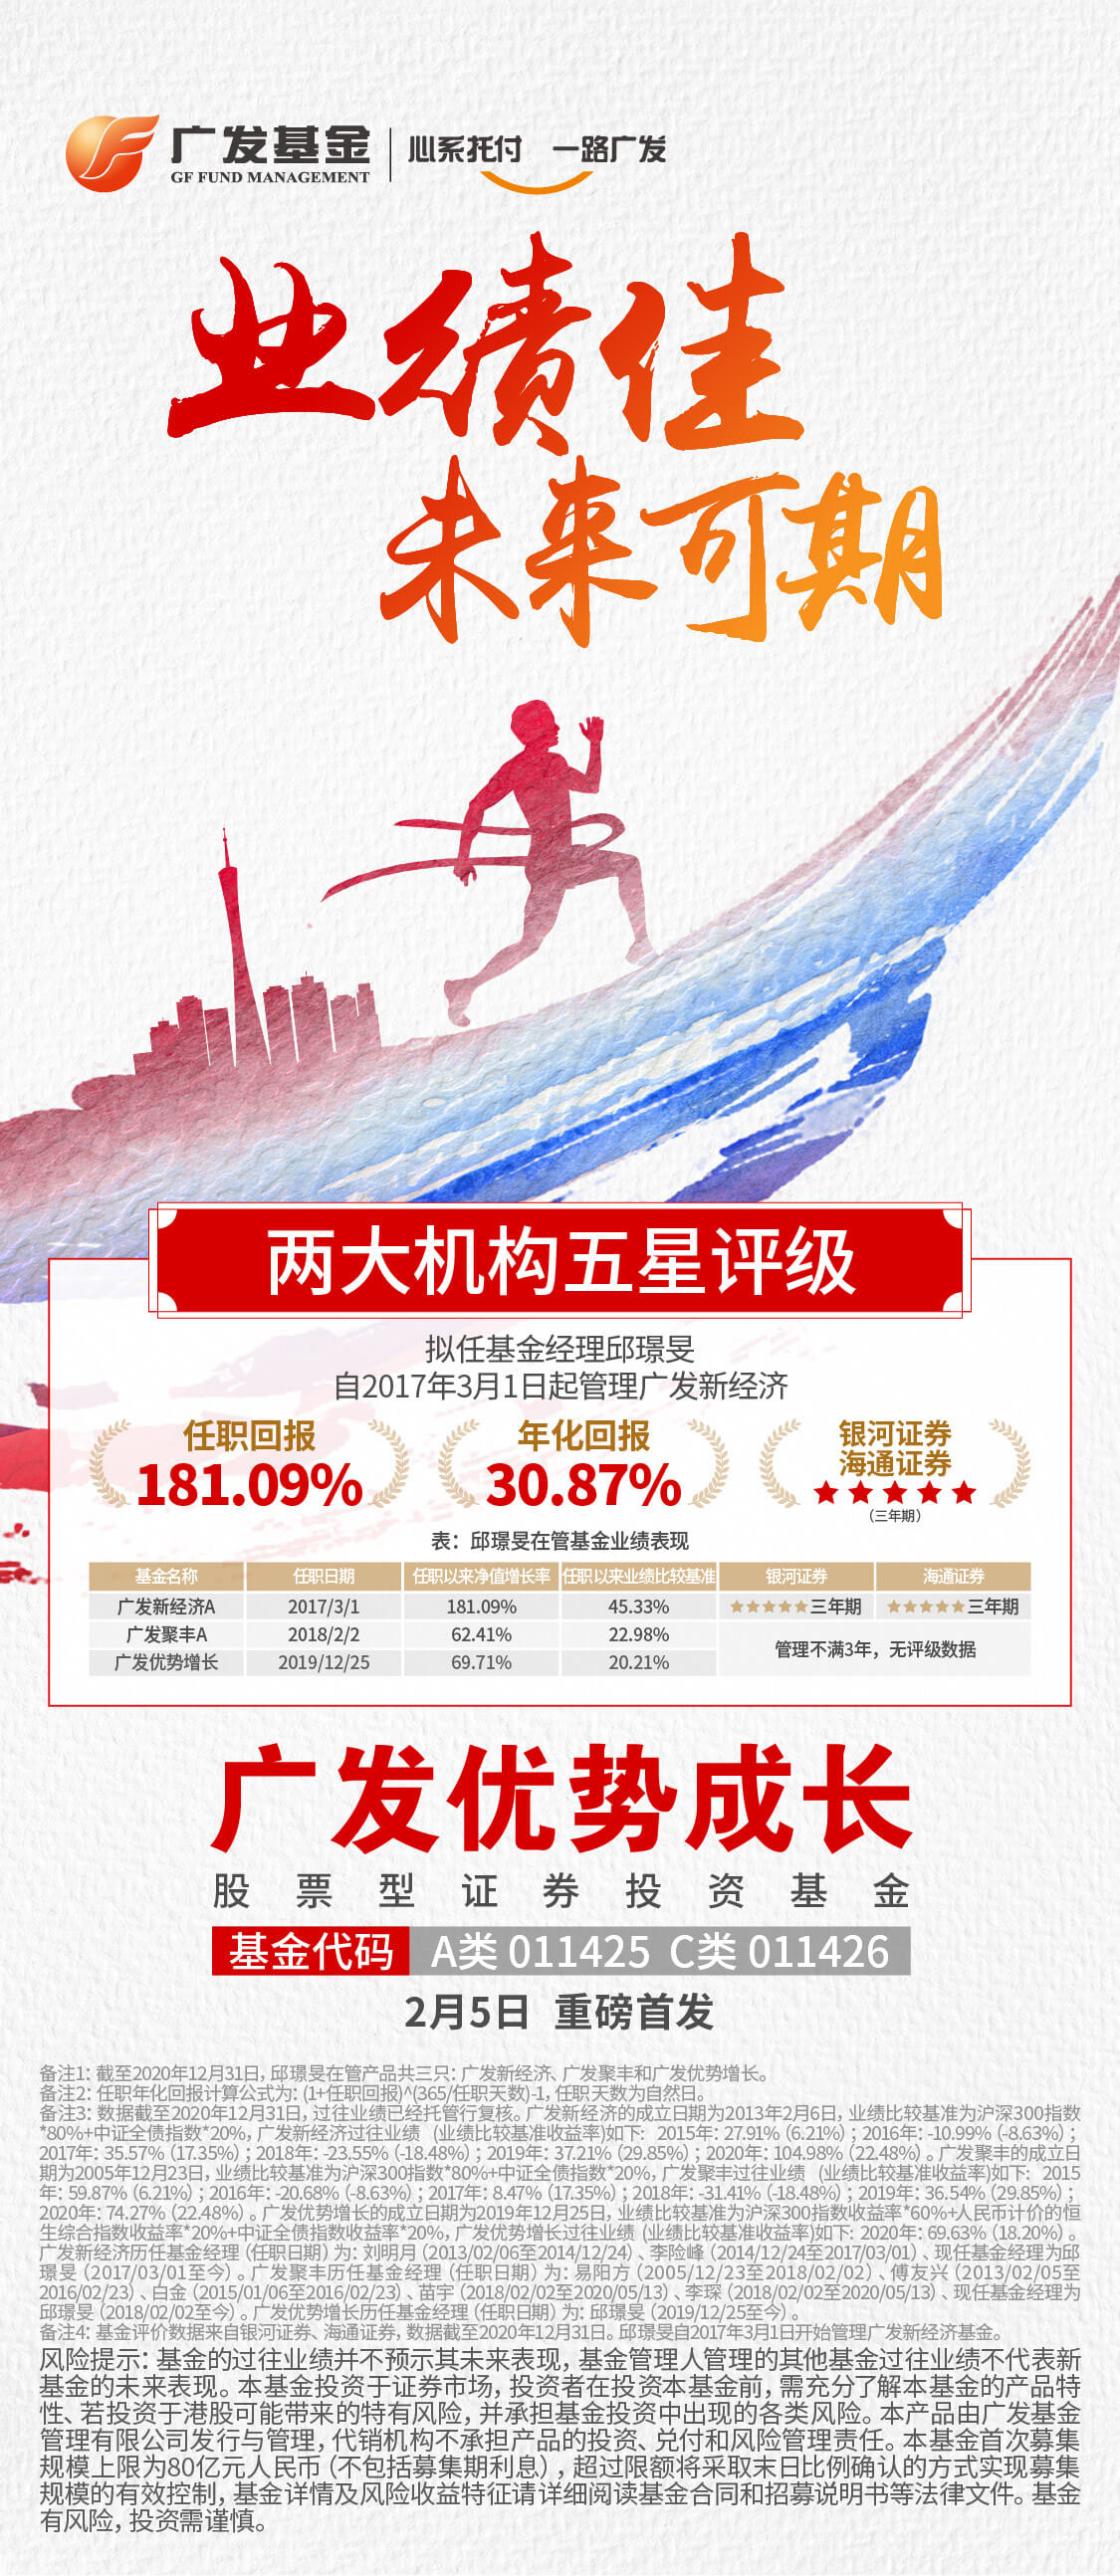 广发基金
GF FUND MANAGEMENT
心系托付 一路广发
业绩佳
未来可期
两大机构五星评级
拟任基金经理邱璟旻
自2017年3月1日起管理广发新经济
任职回报
181.09%
年化回报
30.87%
银河证券
海通证券
★★★★★
（三年期）
表：邱璟旻在管基金业绩表现
基金名称 任职日期 任职以来净值增长率 任职以来业绩比较基准 银河证券 海通证券
广发新经济A 2017/3/1 181.09% 45.33% ★★★★★三年期 ★★★★★三年期
广发聚丰A 2018/2/2 62.41% 22.98%
管理不满3年，无评级数据
广发优势增长 2019/12/25 69.71% 20.21%
广发优势成长
股票型证券投资基金
基金代码 A类 011425 C类 011426
2月5日 重磅首发
备注1：截至2020年12月31日，邱璟旻在管产品共三只：广发新经济、广发聚丰和广发优势增长。
备注2：任职年化回报计算公式为：(1+任职回报)^(365/任职天数)-1，任职天数为自然日。
备注3：数据截至2020年12月31日，过往业绩已经托管行复核。广发新经济的成立日期为2013年2月6日，业绩比较基准为沪深300指数
*80%+中证全债指数*20%，广发新经济过往业绩 (业绩比较基准收益率)如下： 2015年：27.91%（6.21%）；2016年：-10.99%（-8.63%）；
2017年：35.57%（17.35%）；2018年：-23.55%（-18.48%）；2019年：37.21%（29.85%）；2020年：104.98%（22.48%）。广发聚丰的成立日
期为2005年12月23日，业绩比较基准为沪深300指数*80%+中证全债指数*20%，广发聚丰过往业绩 (业绩比较基准收益率)如下： 2015
年：59.87%（6.21%）；2016年：-20.68%（-8.63%）；2017年：8.47%（17.35%）；2018年：-31.41%（-18.48%）；2019年：36.54%（29.85%）；
2020年：74.27%（22.48%）。广发优势增长的成立日期为2019年12月25日，业绩比较基准为沪深300指数收益率*60%+人民币计价的恒
生综合指数收益率*20%+中证全债指数收益率*20%，广发优势增长过往业绩 (业绩比较基准收益率)如下：2020年：69.63%（18.20%）。
广发新经济历任基金经理（任职日期）为：刘明月（2013/02/06至2014/12/24）、李险峰（2014/12/24至2017/03/01）、现任基金经理为邱
璟旻（2017/03/01至今）。广发聚丰历任基金经理（任职日期）为：易阳方（2005/12/23至2018/02/02）、傅友兴（2013/02/05至
2016/02/23）、白金（2015/01/06至2016/02/23）、苗宇（2018/02/02至2020/05/13）、李琛（2018/02/02至2020/05/13）、现任基金经理为
邱璟旻（2018/02/02至今）。广发优势增长历任基金经理（任职日期）为：邱璟旻（2019/12/25至今）。
备注4：基金评价数据来自银河证券、海通证券，数据截至2020年12月31日。邱璟旻自2017年3月1日开始管理广发新经济基金。
风险提示：基金的过往业绩并不预示其未来表现，基金管理人管理的其他基金过往业绩不代表新
基金的未来表现。本基金投资于证券市场，投资者在投资本基金前，需充分了解本基金的产品特
性、若投资于港股可能带来的特有风险，并承担基金投资中出现的各类风险。本产品由广发基金
管理有限公司发行与管理，代销机构不承担产品的投资、兑付和风险管理责任。本基金首次募集
规模上限为80亿元人民币（不包括募集期利息），超过限额将采取末日比例确认的方式实现募集
规模的有效控制，基金详情及风险收益特征请详细阅读基金合同和招募说明书等法律文件。基金
有风险，投资需谨慎。